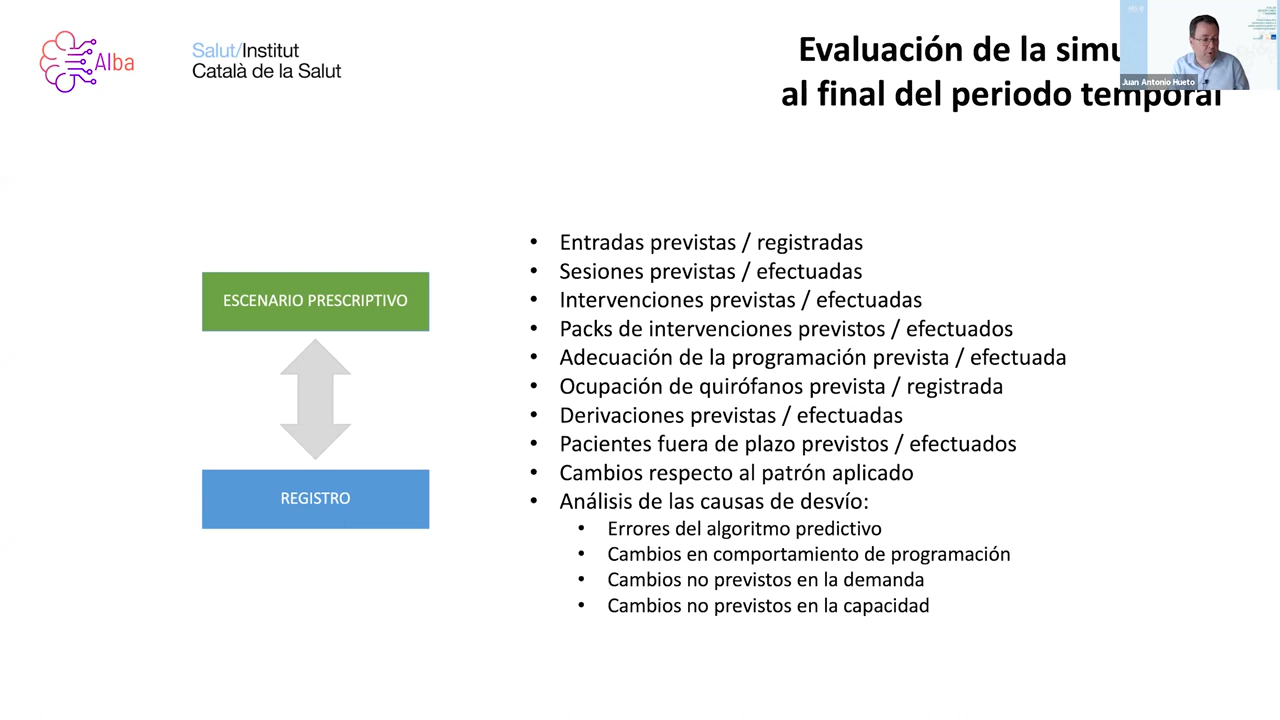 Alba
Salut/Institut
Català de la Salut
Evaluación de la
al final del periodo temporal
Juan Antonio Hueto
ESCENARIO PRESCRIPTIVO
REGISTRO
• Entradas previstas / registradas
• Sesiones previstas / efectuadas
• Intervenciones previstas / efectuadas
• Packs de intervenciones previstos / efectuados
• Adecuación de la programación prevista / efectuada
• Ocupación de quirófanos prevista / registrada
• Derivaciones previstas / efectuadas
• Pacientes fuera de plazo previstos / efectuados
• Cambios respecto al patrón aplicado
• Análisis de las causas de desvío:
• Errores del algoritmo predictivo
• Cambios en comportamiento de programación
• Cambios no previstos en la demanda
• Cambios no previstos en la capacidad